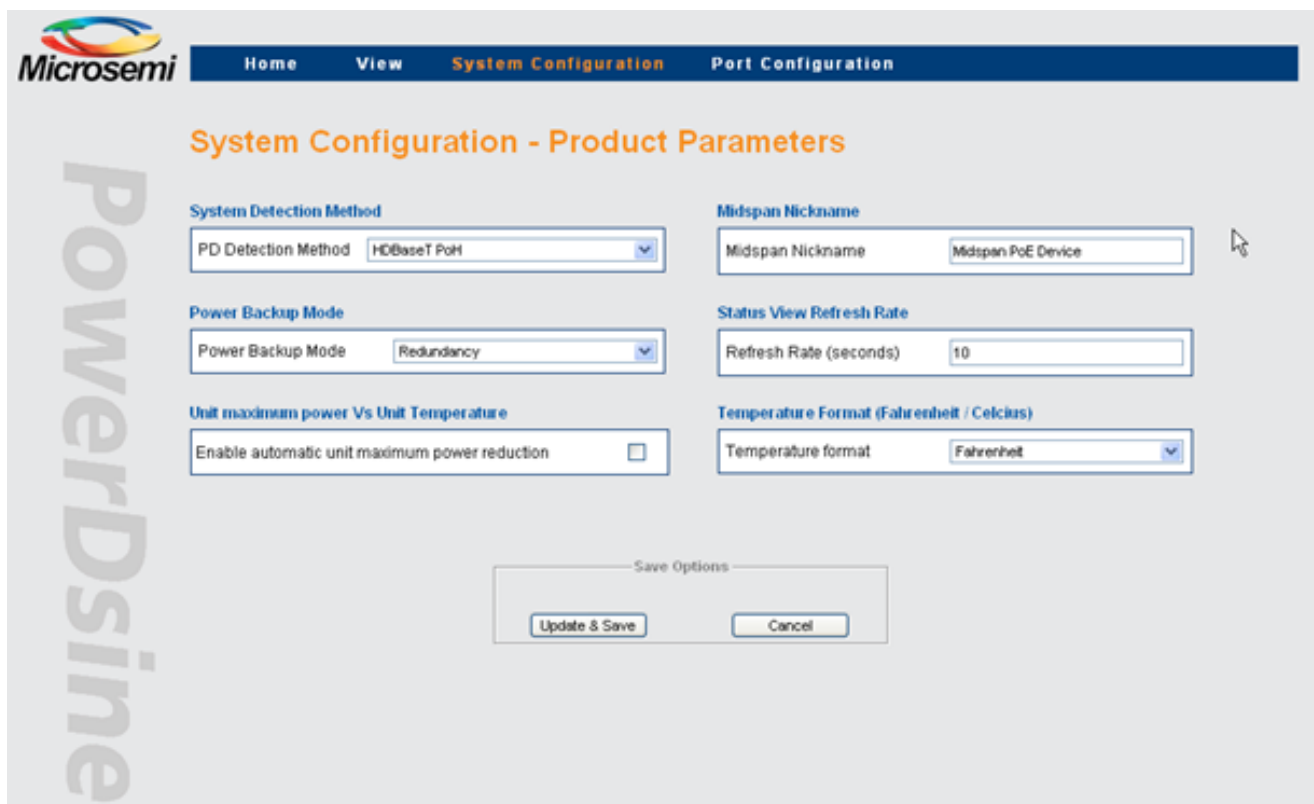 Microsemi
Home View System Configuration Port Configuration
PowerDsine
System Configuration - Product Parameters
System Detection Method
PD Detection Method HDBaseT PoH
Midspan Nickname
Midspan Nickname Midspan PoE Device
Power Backup Mode
Power Backup Mode Redundancy
Status View Refresh Rate
Refresh Rate (seconds) 10
Unit maximum power Vs Unit Temperature
Enable automatic unit maximum power reduction
Temperature Format (Fahrenheit / Celcius)
Temperature format Fahrenheit
Save Options
Update & Save Cancel